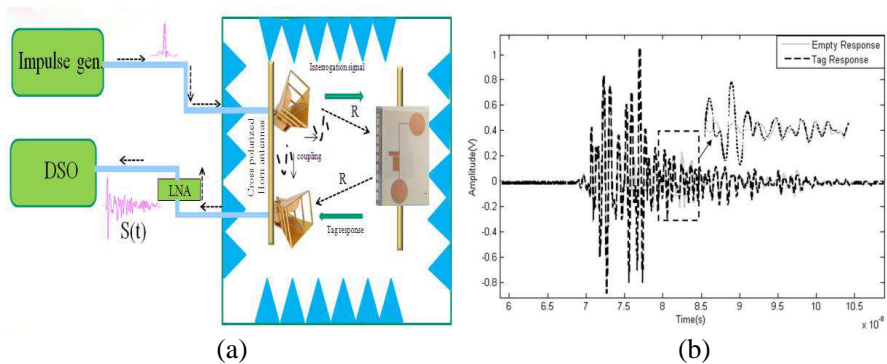 Impulse gen.
DSO
LNA
S(t)
Cross polarized
Horn antennas
Interrogation signal
R
coupling
R
Tag response
(a)
Empty Response
Tag Response
Amplitude(V)
1
0.8
0.6
0.4
0.2
0
-0.2
-0.4
-0.6
-0.8
6
6.5
7
7.5
8
8.5
9
9.5
10
10.5
Time(s)
x 10⁻⁸
(b)